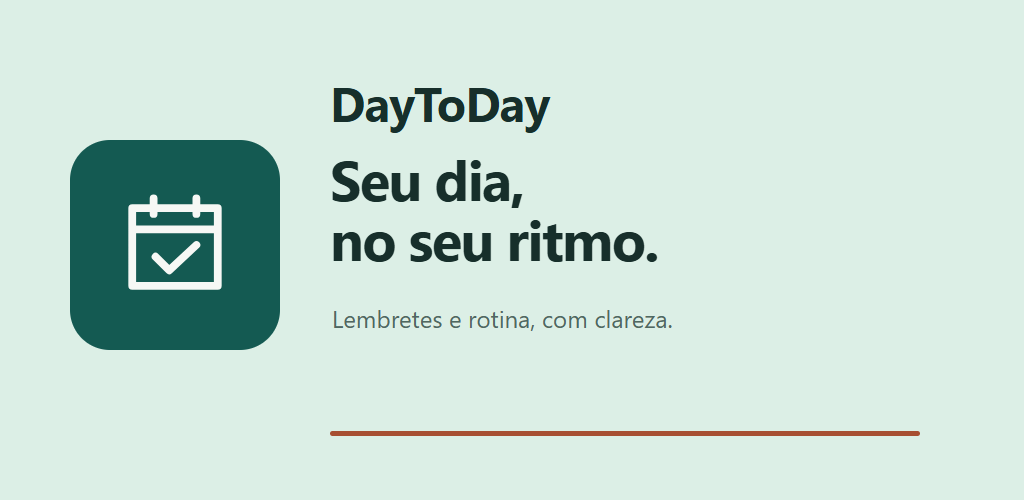 DayToDay
Seu dia,
no seu ritmo.
Lembretes e rotina, com clareza.